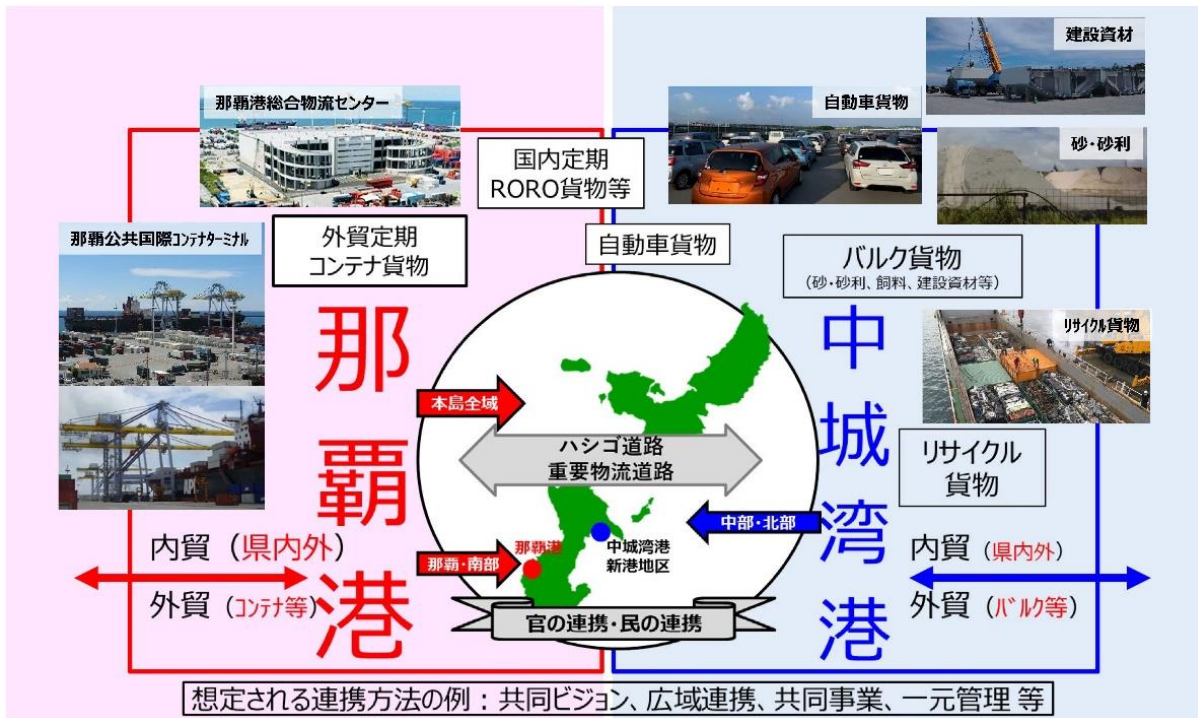 那覇港総合物流センター
那覇公共国際コンテナターミナル
外貿定期
コンテナ貨物
国内定期
RORO貨物等
自動車貨物
自動車貨物
建設資材
砂・砂利
バルク貨物
（砂・砂利、飼料、建設資材等）
リサイクル貨物
リサイクル
貨物
那覇港
中城湾港
本島全域
ハシゴ道路
重要物流道路
中部・北部
那覇・南部
那覇港
中城湾港
新港地区
官の連携・民の連携
内貿（県内外）
外貿（コンテナ等）
内貿（県内外）
外貿（バルク等）
想定される連携方法の例：共同ビジョン、広域連携、共同事業、一元管理 等